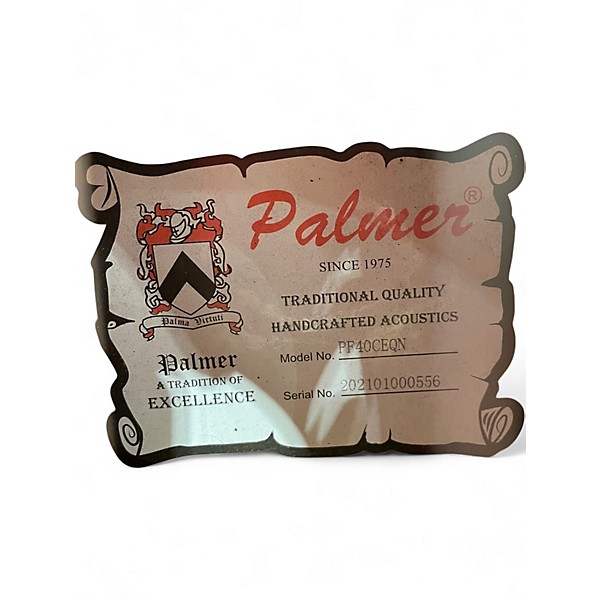 Palmer®
SINCE 1975
TRADITIONAL QUALITY
HANDCRAFTED ACOUSTICS
Model No. PF40CEQN
Serial No. 202101000556
Palma Virtuti
Palmer
A TRADITION OF
EXCELLENCE